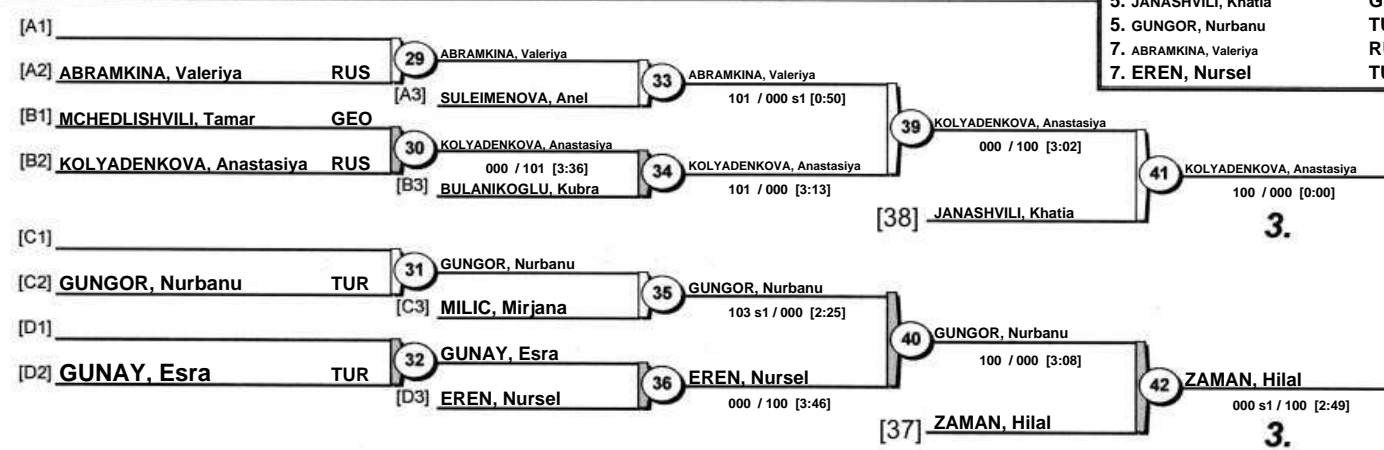 5. JANASHVILI, Khatia G
5. GUNGOR, Nurbanu TU
7. ABRAMKINA, Valeriya RU
7. EREN, Nursel TU
[A1]
[A2] ABRAMKINA, Valeriya RUS
29
ABRAMKINA, Valeriya
[A3] SULEIMENOVA, Anel
33
ABRAMKINA, Valeriya
101 / 000 s1 [0:50]
[B1] MCHEDLISHVILI, Tamar GEO
[B2] KOLYADENKOVA, Anastasiya RUS
30
KOLYADENKOVA, Anastasiya
000 / 101 [3:36]
[B3] BULANIKOGLU, Kubra
34
KOLYADENKOVA, Anastasiya
101 / 000 [3:13]
39
KOLYADENKOVA, Anastasiya
000 / 100 [3:02]
[38] JANASHVILI, Khatia
41
KOLYADENKOVA, Anastasiya
100 / 000 [0:00]
3.
[C1]
[C2] GUNGOR, Nurbanu TUR
31
GUNGOR, Nurbanu
[C3] MILIC, Mirjana
35
GUNGOR, Nurbanu
103 s1 / 000 [2:25]
[D1]
[D2] GUNAY, Esra TUR
32
GUNAY, Esra
[D3] EREN, Nursel
36
EREN, Nursel
000 / 100 [3:46]
40
GUNGOR, Nurbanu
100 / 000 [3:08]
[37] ZAMAN, Hilal
42
ZAMAN, Hilal
000 s1 / 100 [2:49]
3.